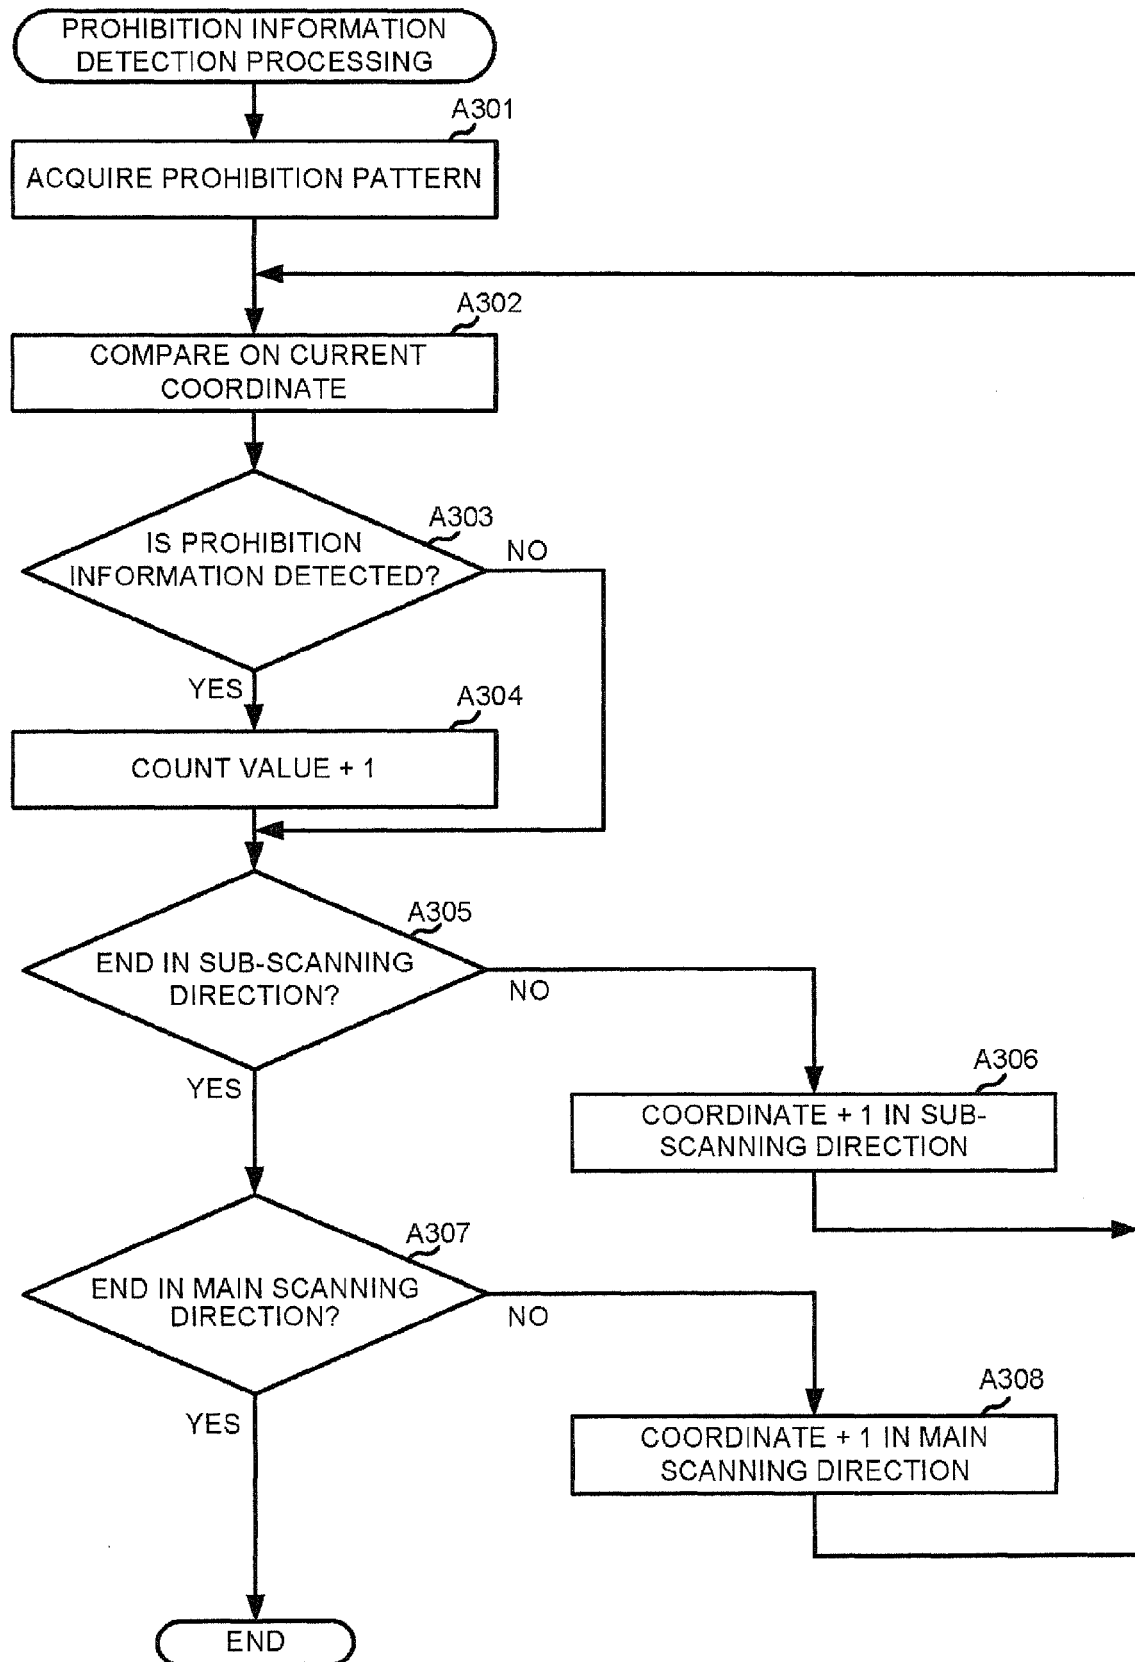 PROHIBITION INFORMATION
DETECTION PROCESSING
A301
ACQUIRE PROHIBITION PATTERN
A302
COMPARE ON CURRENT
COORDINATE
A303
IS PROHIBITION
INFORMATION DETECTED?
NO
YES
A304
COUNT VALUE + 1
A305
END IN SUB-SCANNING
DIRECTION?
NO
YES
A306
COORDINATE + 1 IN SUB-
SCANNING DIRECTION
A307
END IN MAIN SCANNING
DIRECTION?
NO
YES
A308
COORDINATE + 1 IN MAIN
SCANNING DIRECTION
END